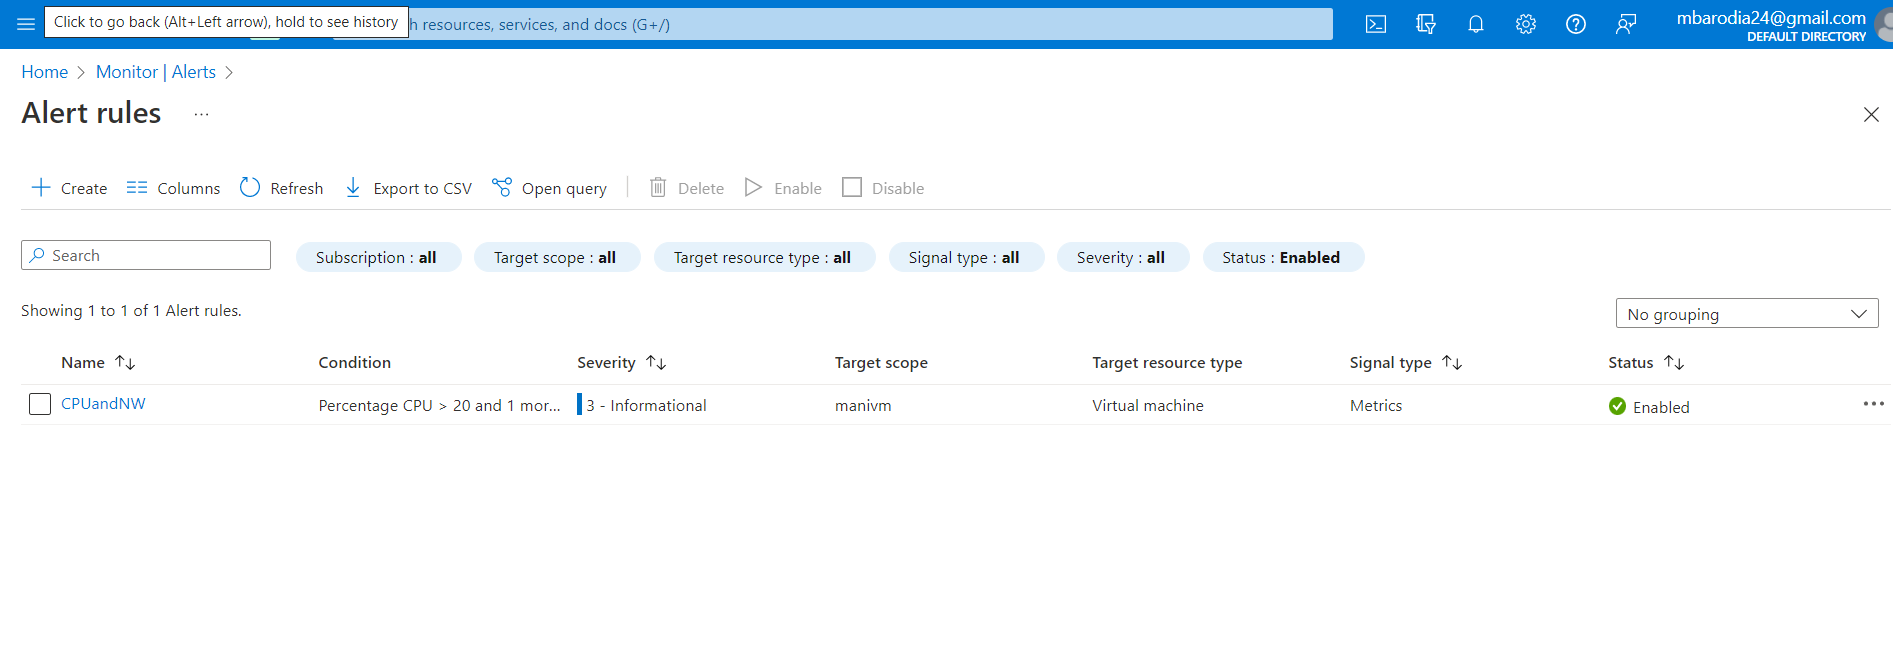 Click to go back (Alt+Left arrow), hold to see history
h resources, services, and docs (G+/)
mbarodia24@gmail.com
DEFAULT DIRECTORY
Home > Monitor | Alerts >
Alert rules ...
Create Columns Refresh Export to CSV Open query Delete Enable Disable
Search Subscription : all Target scope : all Target resource type : all Signal type : all Severity : all Status : Enabled
Showing 1 to 1 of 1 Alert rules.
No grouping
Name Condition Severity Target scope Target resource type Signal type Status
CPUandNW Percentage CPU > 20 and 1 mor... 3 - Informational manivm Virtual machine Metrics Enabled